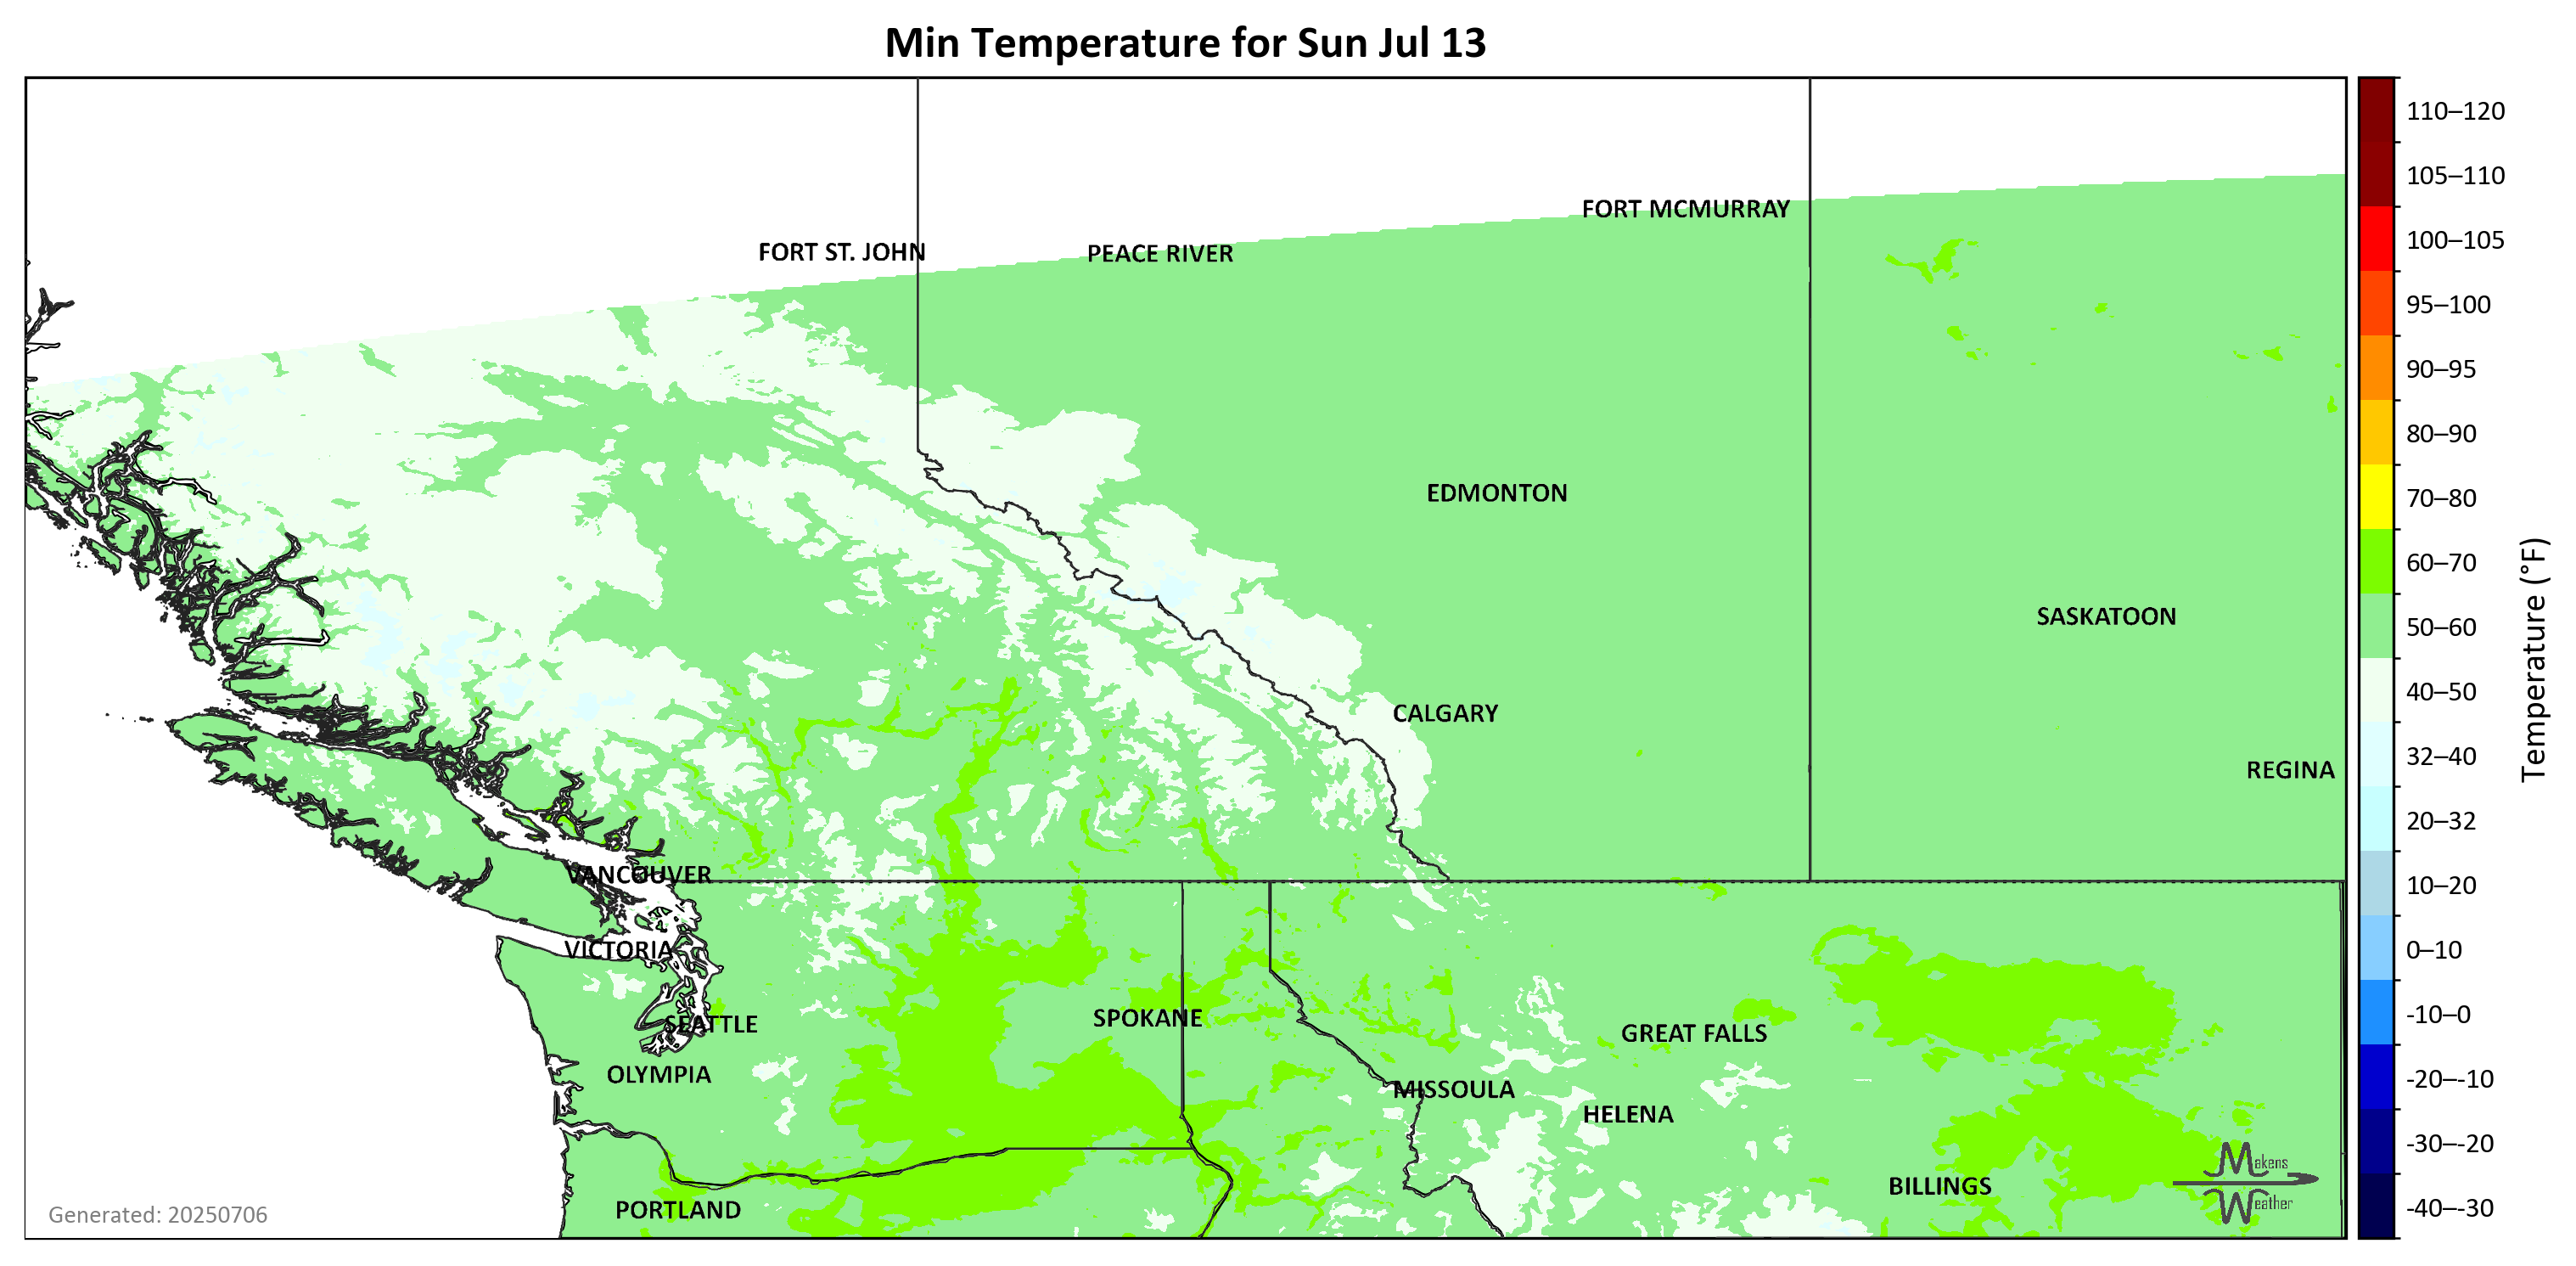 Min Temperature for Sun Jul 13
110–120
105–110
FORT MCMURRAY
100–105
FORT ST. JOHN
PEACE RIVER
95–100
90–95
80–90
EDMONTON
70–80
60–70
SASKATOON
50–60
Temperature (°F)
40–50
CALGARY
32–40
REGINA
20–32
VANCOUVER
10–20
VICTORIA
0–10
SEATTLE
SPOKANE
GREAT FALLS
-10–0
OLYMPIA
MISSOULA
-20–-10
HELENA
-30–-20
Makens
Weather
BILLINGS
PORTLAND
-40–-30
Generated: 20250706